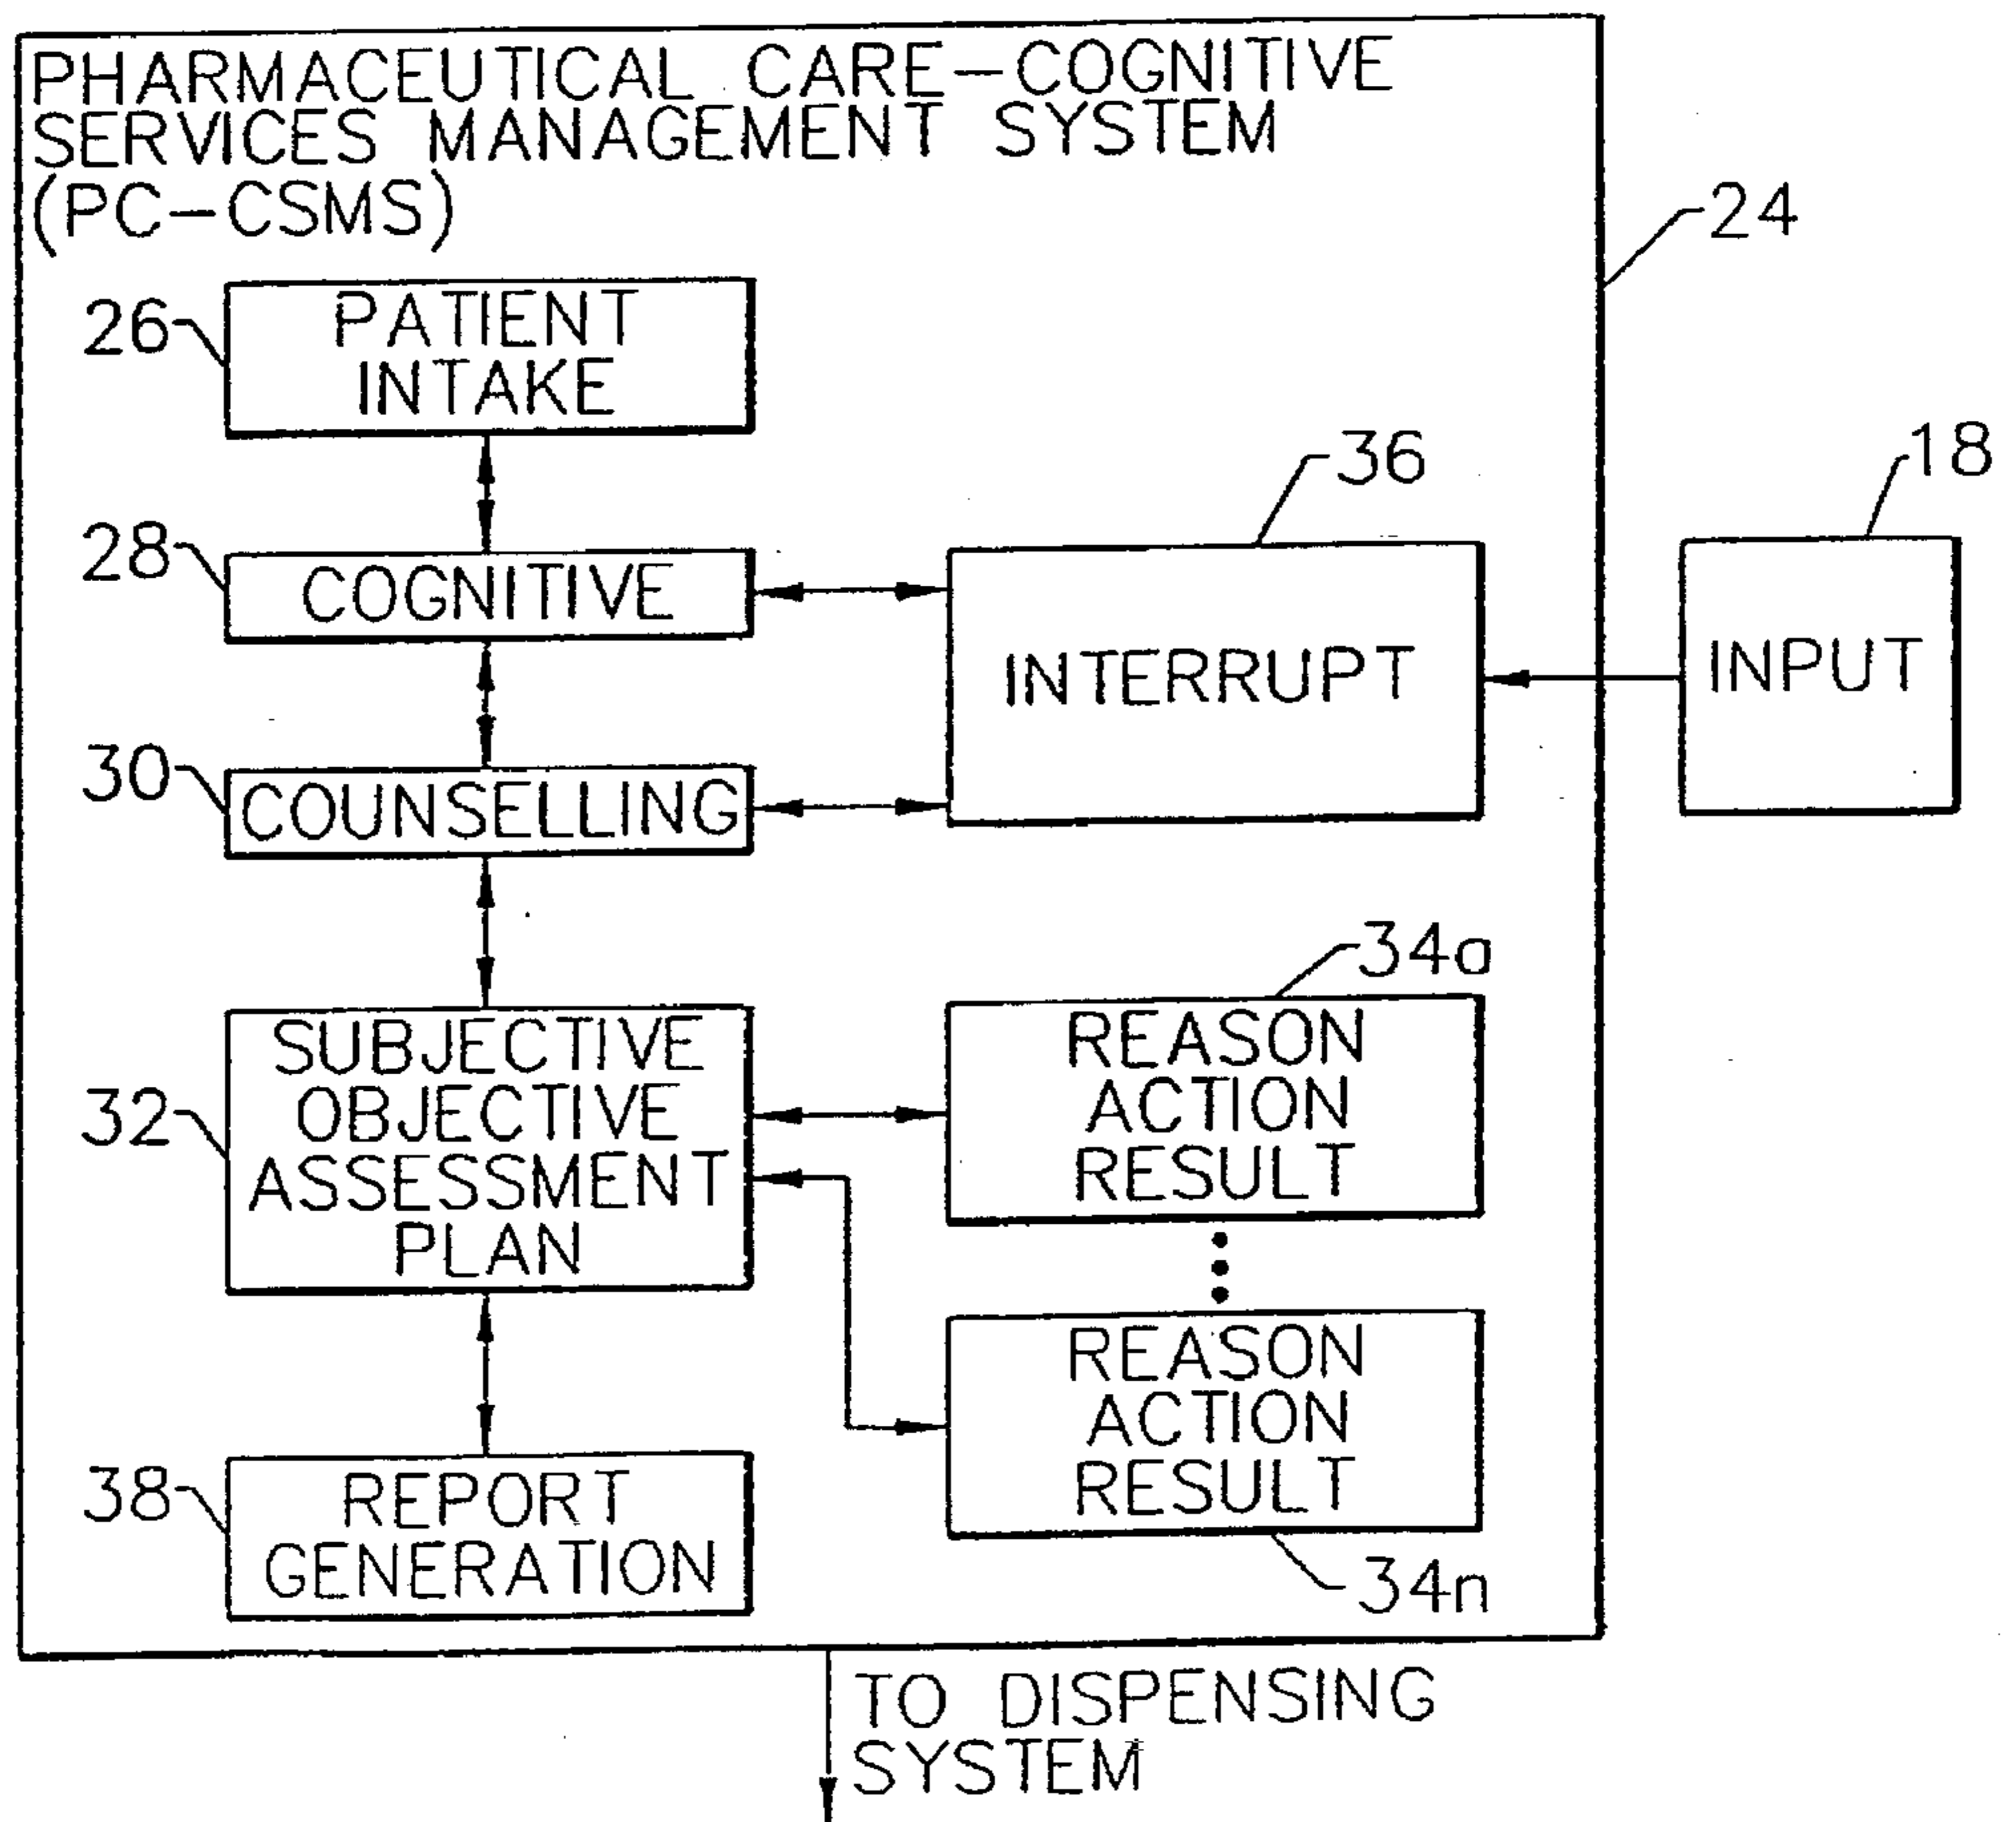 PHARMACEUTICAL CARE-COGNITIVE
SERVICES MANAGEMENT SYSTEM
(PC-CSMS)
24
26
PATIENT
INTAKE
36
18
28
COGNITIVE
INTERRUPT
INPUT
30
COUNSELLING
34a
32
SUBJECTIVE
OBJECTIVE
ASSESSMENT
PLAN
REASON
ACTION
RESULT
REASON
ACTION
RESULT
38
REPORT
GENERATION
34n
TO DISPENSING
SYSTEM